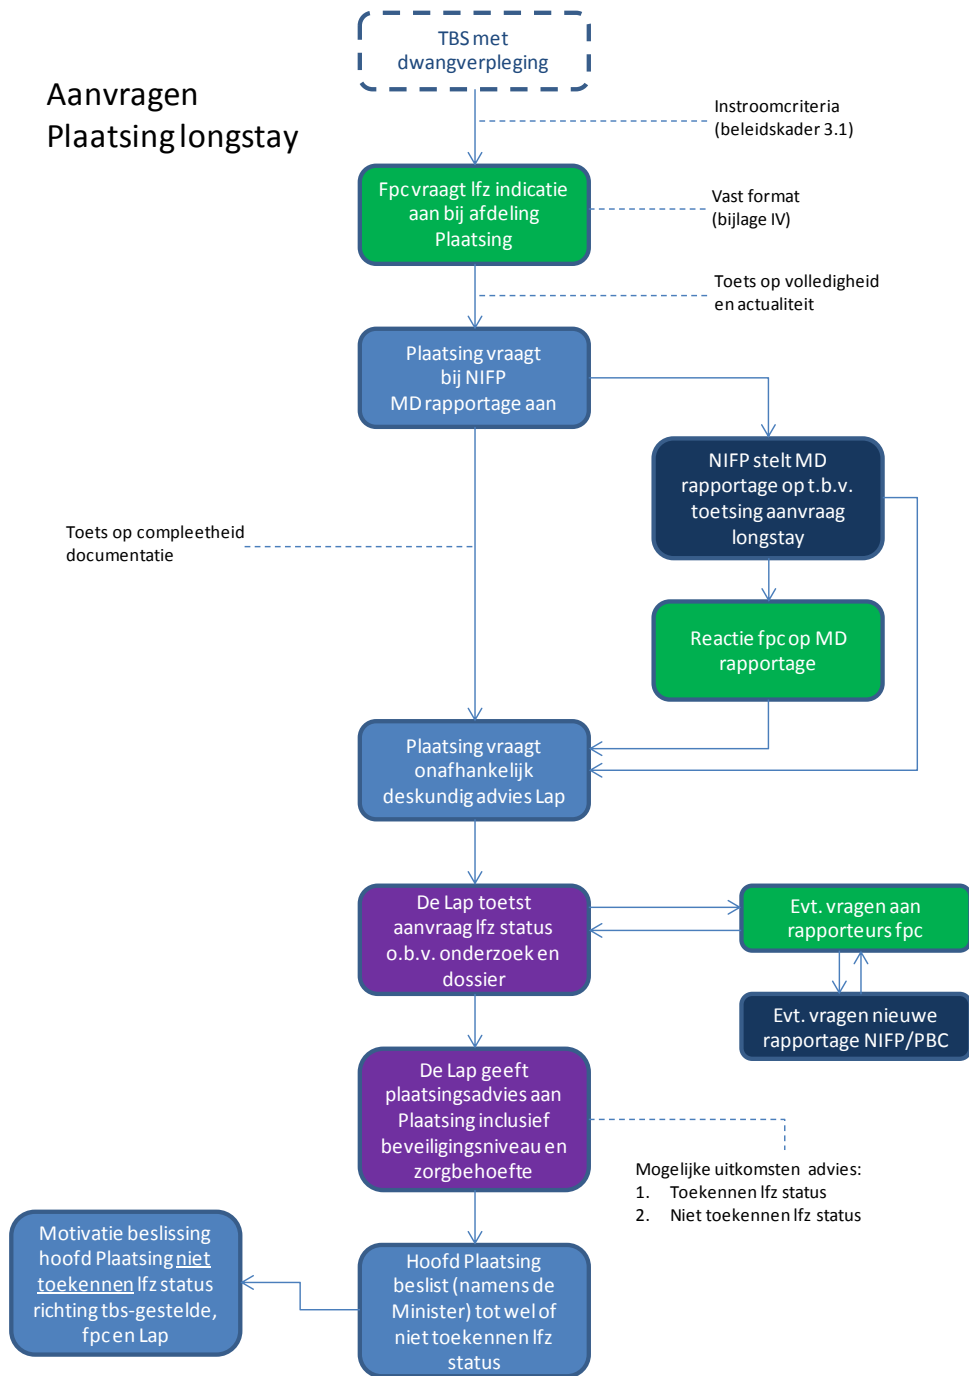 Aanvragen
Plaatsing longstay
TBS met
dwangverpleging
Instroomcriteria
(beleidskader 3.1)
Fpc vraagt lfz indicatie
aan bij afdeling
Plaatsing
Vast format
(bijlage IV)
Toets op volledigheid
en actualiteit
Plaatsing vraagt
bij NIFP
MD rapportage aan
NIFP stelt MD
rapportage op t.b.v.
toetsing aanvraag
longstay
Toets op compleetheid
documentatie
Reactie fpc op MD
rapportage
Plaatsing vraagt
onafhankelijk
deskundig advies Lap
De Lap toetst
aanvraag lfz status
o.b.v. onderzoek en
dossier
Evt. vragen aan
rapporteurs fpc
Evt. vragen nieuwe
rapportage NIFP/PBC
De Lap geeft
plaatsingsadvies aan
Plaatsing inclusief
beveiligingsniveau en
zorgbehoefte
Mogelijke uitkomsten advies:
1. Toekennen lfz status
2. Niet toekennen lfz status
Motivatie beslissing
hoofd Plaatsing niet
toekennen lfz status
richting tbs-gestelde,
fpc en Lap
Hoofd Plaatsing
beslist (namens de
Minister) tot wel of
niet toekennen lfz
status